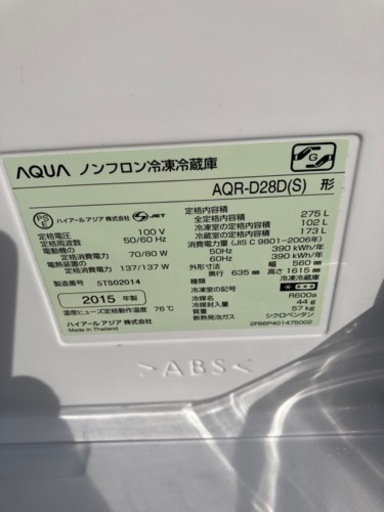 AQUA ノンフロン冷凍冷蔵庫
AQR-D28D(S) 形
G
PS E
ハイアール アジア 株式会社 JET
定格電圧 100 V
定格周波数 50/60 Hz
電動機の
定格消費電力 70/80 W
電熱装置の
定格消費電力 137/137 W
製造番号 5TS02014
2015 年製
温度ヒューズ定格動作温度 76℃
ハイアール アジア 株式会社
Made in Thailand
定格内容積
全定格内容積 275 L
冷凍室の定格内容積 102 L
冷蔵室の定格内容積 173 L
消費電力量 (JIS C 9801-2006年)
50Hz 390 kWh/年
60Hz 390 kWh/年
外形寸法 幅 560 mm
奥行 635 mm 高さ 1615 mm
種類 冷凍冷蔵庫
冷凍室の記号
冷媒 R600a
冷媒封入量 44 g
質量 57 kg
断熱発泡ガス シクロペンタン
2FB6P401475002
>ABS<